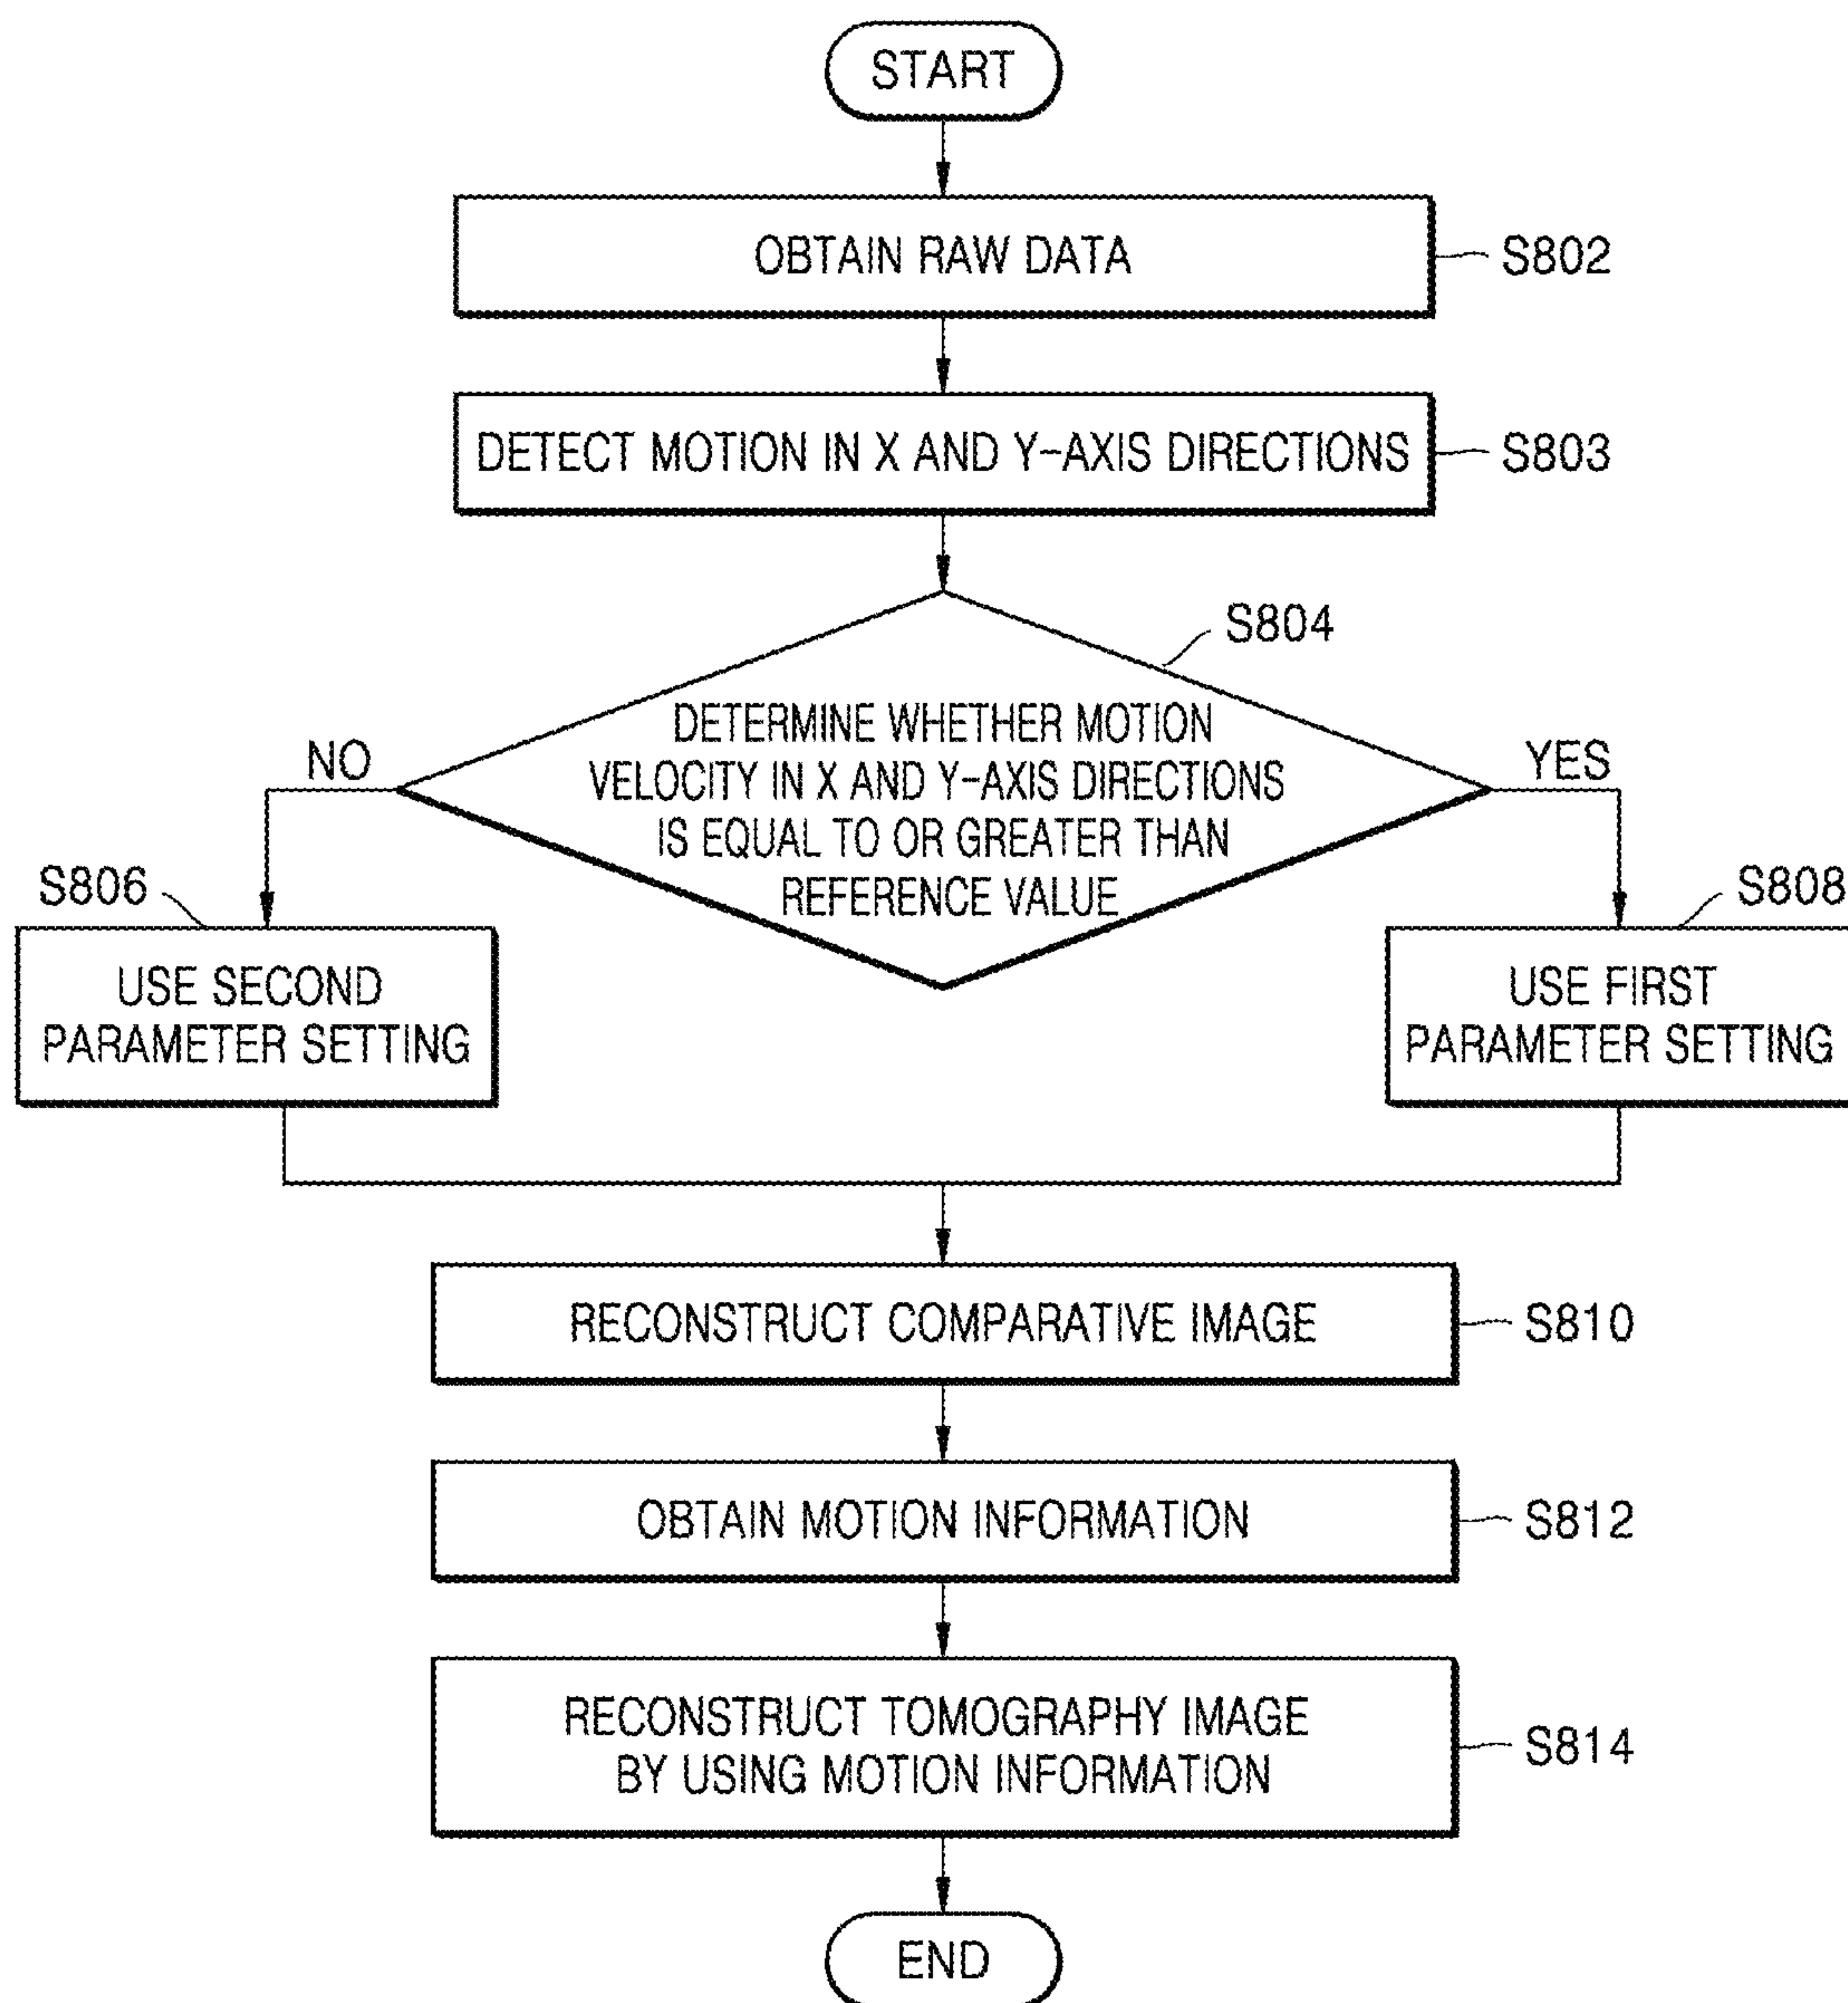 START
OBTAIN RAW DATA
S802
DETECT MOTION IN X AND Y-AXIS DIRECTIONS
S803
S804
DETERMINE WHETHER MOTION
VELOCITY IN X AND Y-AXIS DIRECTIONS
IS EQUAL TO OR GREATER THAN
REFERENCE VALUE
NO
YES
S806
USE SECOND
PARAMETER SETTING
S808
USE FIRST
PARAMETER SETTING
RECONSTRUCT COMPARATIVE IMAGE
S810
OBTAIN MOTION INFORMATION
S812
RECONSTRUCT TOMOGRAPHY IMAGE
BY USING MOTION INFORMATION
S814
END